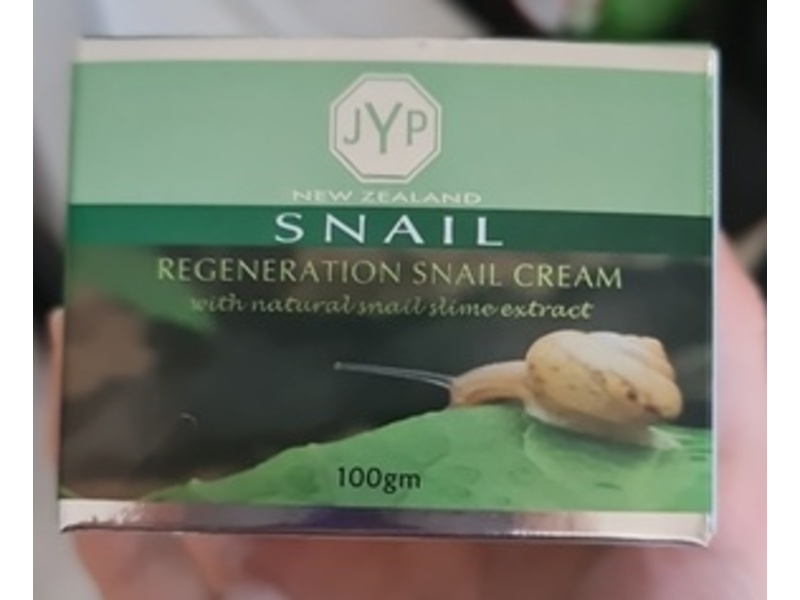 JYP
NEW ZEALAND
SNAIL
REGENERATION SNAIL CREAM
with natural snail slime extract
100gm